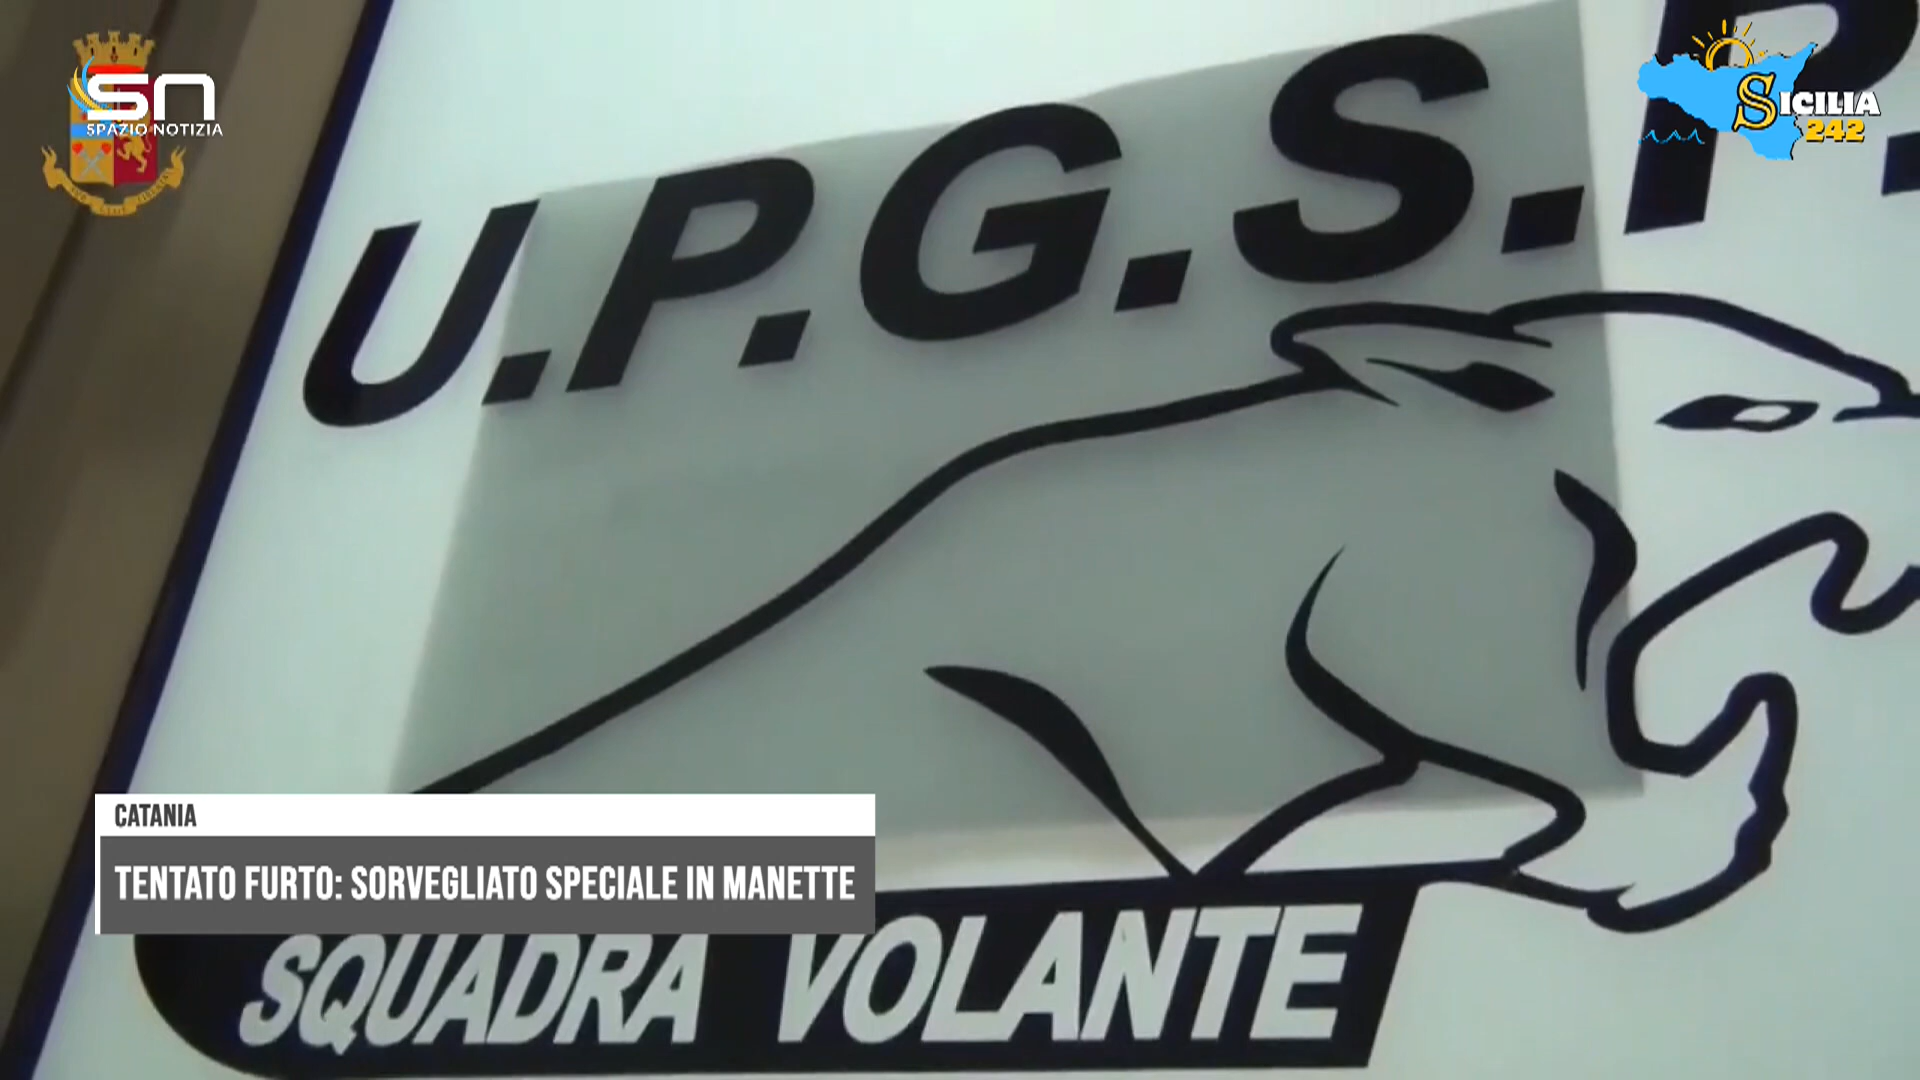 SN
SPAZIO NOTIZIA
SICILIA
242
U.P.G.S.P.
CATANIA
TENTATO FURTO: SORVEGLIATO SPECIALE IN MANETTE
SQUADRA VOLANTE